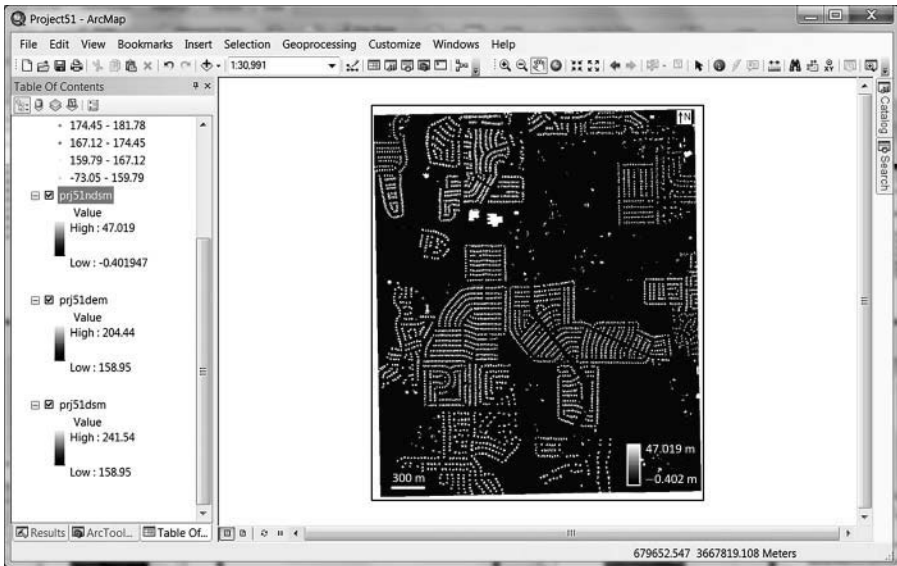 Project51 - ArcMap
File Edit View Bookmarks Insert Selection Geoprocessing Customize Windows Help
1:30,991
Table Of Contents
174.45 - 181.78
167.12 - 174.45
159.79 - 167.12
-73.05 - 159.79
prj51ndsm
Value
High : 47.019
Low : -0.401947
prj51dem
Value
High : 204.44
Low : 158.95
prj51dsm
Value
High : 241.54
Low : 158.95
N
47.019 m
−0.402 m
300 m
Catalog
Search
Results ArcTool... Table Of...
679652.547 3667819.108 Meters